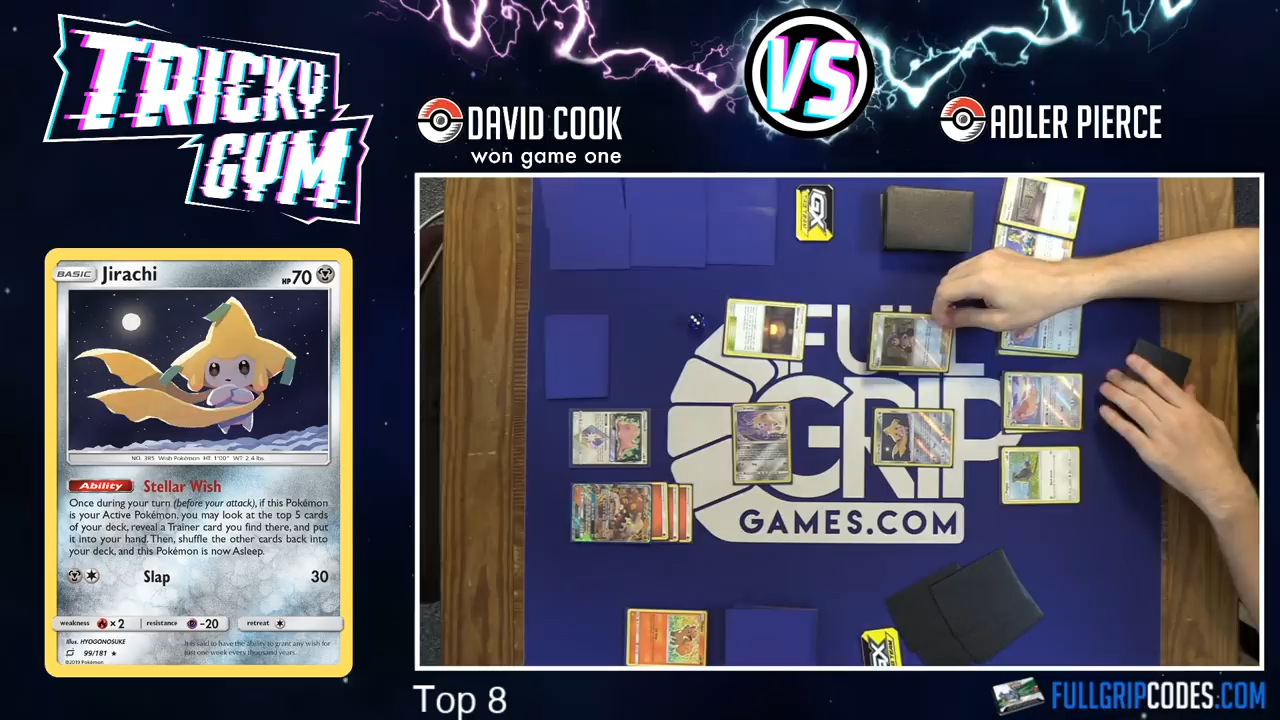 TRICKY
GYM
DAVID COOK
won game one
VS
ADLER PIERCE
BASIC Jirachi HP70
NO. 385 Wish Pokémon HT: 1'00" WT: 2.4 lbs.
Ability Stellar Wish
Once during your turn (before your attack), if this Pokémon
is your Active Pokémon, you may look at the top 5 cards
of your deck, reveal a Trainer card you find there, and put
it into your hand. Then, shuffle the other cards back into
your deck, and this Pokémon is now Asleep.
Slap 30
weakness ×2 resistance -20 retreat
Illus. HYOGONOSUKE
99/181 ★
©2019 Pokémon
It is said to have the ability to grant any wish for
just one week every thousand years.
GX
FULL
GRIP
GAMES.COM
GX
Top 8
FULLGRIPCODES.COM